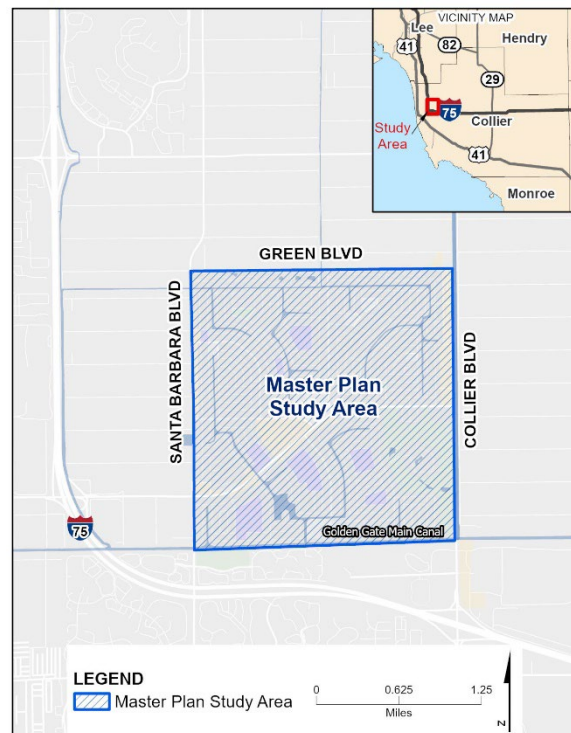 VICINITY MAP
Lee
Hendry
41
82
29
75
Study
Area
Collier
41
Monroe
GREEN BLVD
SANTA BARBARA BLVD
Master Plan
Study Area
COLLIER BLVD
75
Golden Gate Main Canal
LEGEND
Master Plan Study Area
0 0.625 1.25
Miles
N